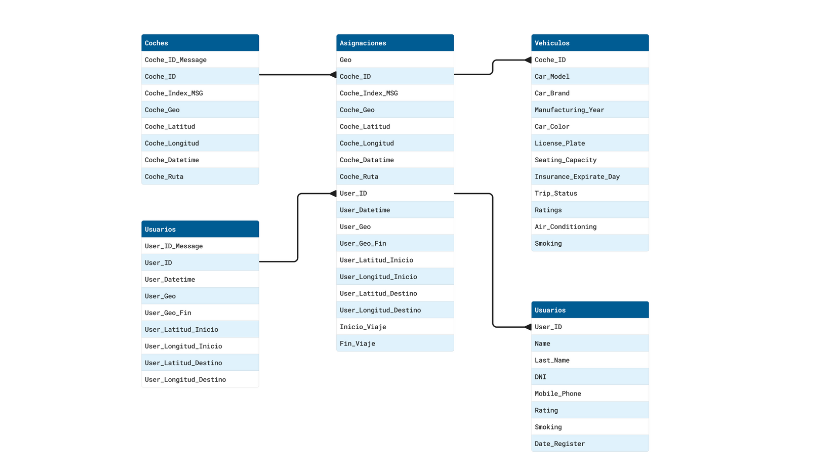 Coches
Coche_ID_Message
Coche_ID
Coche_Index_MSG
Coche_Geo
Coche_Latitud
Coche_Longitud
Coche_Datetime
Coche_Ruta
Usuarios
User_ID_Message
User_ID
User_Datetime
User_Geo
User_Geo_Fin
User_Latitud_Inicio
User_Longitud_Inicio
User_Latitud_Destino
User_Longitud_Destino
Asignaciones
Geo
Coche_ID
Coche_Index_MSG
Coche_Geo
Coche_Latitud
Coche_Longitud
Coche_Datatime
Coche_Ruta
User_ID
User_Datetime
User_Geo
User_Geo_Fin
User_Latitud_Inicio
User_Longitud_Inicio
User_Latitud_Destino
User_Longitud_Destino
Inicio_Viaje
Fin_Viaje
Vehiculos
Coche_ID
Car_Model
Car_Brand
Manufacturing_Year
Car_Color
License_Plate
Seating_Capacity
Insurance_Expirate_Day
Trip_Status
Ratings
Air_Conditioning
Smoking
Usuarios
User_ID
Name
Last_Name
DNI
Mobile_Phone
Rating
Smoking
Date_Register